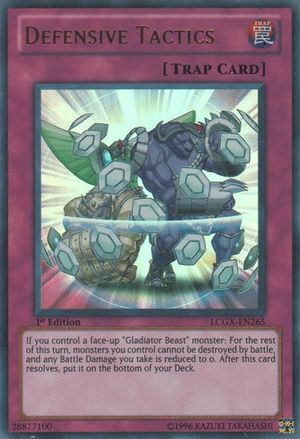 DEFENSIVE TACTICS
TRAP
罠
[TRAP CARD]
1st Edition
LCGX-EN265
If you control a face-up "Gladiator Beast" monster: For the
rest of this turn, monsters you control cannot be destroyed by battle,
and any Battle Damage you take is reduced to 0. After this card
resolves, put it on the bottom of your Deck.
28877100
©1996 KAZUKI TAKAHASHI